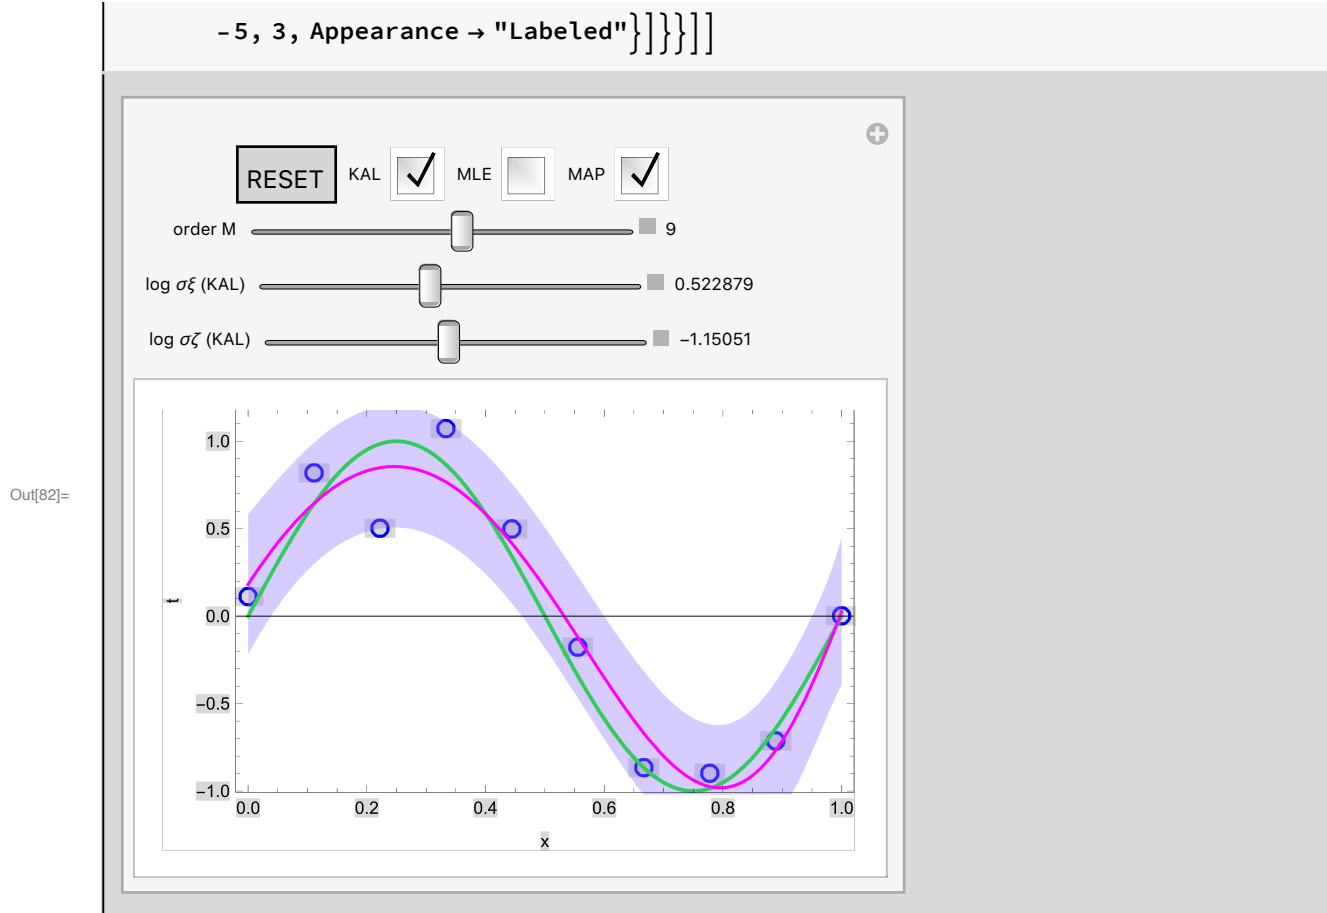 -5, 3, Appearance → "Labeled"}]}}]]
RESET KAL MLE MAP
order M 9
log σξ (KAL) 0.522879
log σζ (KAL) −1.15051
Out[82]=
1.0
0.5
0.0
−0.5
−1.0
t
0.0 0.2 0.4 0.6 0.8 1.0
x